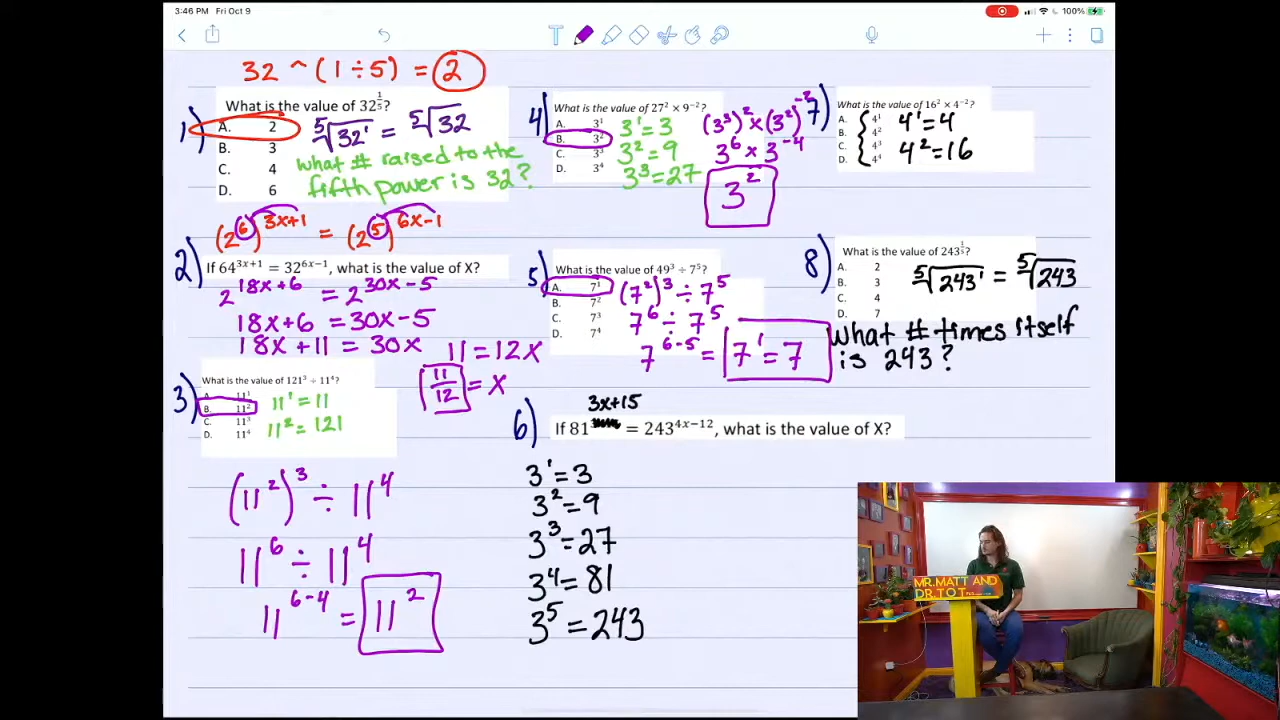 3:46 PM Fri Oct 9
100%
32 ^ (1 ÷ 5) = 2
1)
What is the value of 32^{1/5}?
A. 2
B. 3
C. 4
D. 6
⁵√32¹ = ⁵√32
what # raised to the
fifth power is 32?
(2^6)^{3x+1} = (2^5)^{6x-1}
2)
If 64^{3x+1} = 32^{6x−1}, what is the value of X?
2^{18x+6} = 2^{30x-5}
18x+6 = 30x-5
18x+11 = 30x
11 = 12x
11/12 = x
3)
What is the value of 121³ ÷ 11⁴?
A. 11¹
B. 11²
C. 11³
D. 11⁴
11¹ = 11
11² = 121
(11²)³ ÷ 11⁴
11⁶ ÷ 11⁴
11^{6-4} = 11²
4)
What is the value of 27² × 9⁻²?
A. 3¹
B. 3²
C. 3³
D. 3⁴
3¹ = 3
3² = 9
3³ = 27
(3³)² × (3²)⁻²
3⁶ × 3⁻⁴
3²
5)
What is the value of 49³ ÷ 7⁵?
A. 7¹
B. 7²
C. 7³
D. 7⁴
(7²)³ ÷ 7⁵
7⁶ ÷ 7⁵
7^{6-5} = 7¹ = 7
6)
3x+15
If 81 = 243^{4x−12}, what is the value of X?
3¹ = 3
3² = 9
3³ = 27
3⁴ = 81
3⁵ = 243
7)
What is the value of 16² × 4⁻²?
A. 4¹
B. 4²
C. 4³
D. 4⁴
4¹ = 4
4² = 16
8)
What is the value of 243^{1/5}?
A. 2
B. 3
C. 4
D. 7
⁵√243¹ = ⁵√243
what # times itself
is 243?
MR.MATT AND
DR.TOT